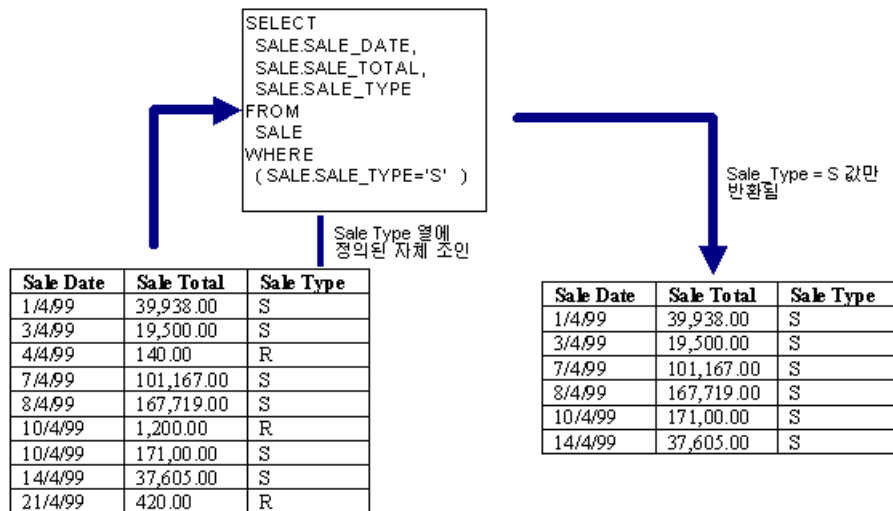 SELECT
SALE.SALE_DATE,
SALE.SALE_TOTAL,
SALE.SALE_TYPE
FROM
SALE
WHERE
( SALE.SALE_TYPE='S' )
Sale_Type = S 값만
반환됨
Sale Type 열에
정의된 자체 조인
Sale Date Sale Total Sale Type
1/4/99 39,938.00 S
3/4/99 19,500.00 S
4/4/99 140.00 R
7/4/99 101,167.00 S
8/4/99 167,719.00 S
10/4/99 1,200.00 R
10/4/99 171,00.00 S
14/4/99 37,605.00 S
21/4/99 420.00 R
Sale Date Sale Total Sale Type
1/4/99 39,938.00 S
3/4/99 19,500.00 S
7/4/99 101,167.00 S
8/4/99 167,719.00 S
10/4/99 171,00.00 S
14/4/99 37,605.00 S